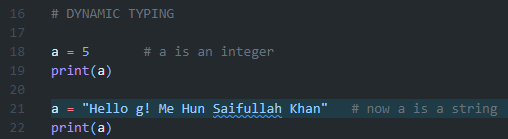 16 # DYNAMIC TYPING
17
18 a = 5 # a is an integer
19 print(a)
20
21 a = "Hello g! Me Hun Saifullah Khan" # now a is a string
22 print(a)